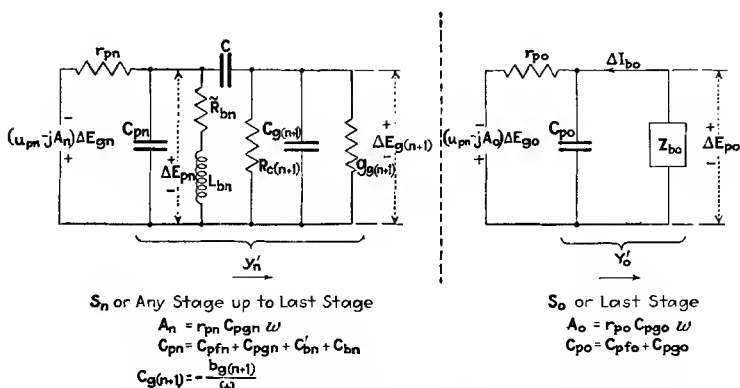 r_pn
C
r_po
ΔI_bo
R̃_bn
(u_pn-jA_n)ΔE_gn
C_pn
ΔE_pn
L_bn
C_g(n+1)
R_c(n+1)
g_g(n+1)
ΔE_g(n+1)
(u_pn-jA_o)ΔE_go
C_po
Z_bo
ΔE_po
y'_n
Y'_o
S_n or Any Stage up to Last Stage
A_n = r_pn C_pgn ω
C_pn = C_pfn + C_pgn + C'_bn + C_bn
C_g(n+1) = - b_g(n+1)/ω
S_o or Last Stage
A_o = r_po C_pgo ω
C_po = C_pfo + C_pgo